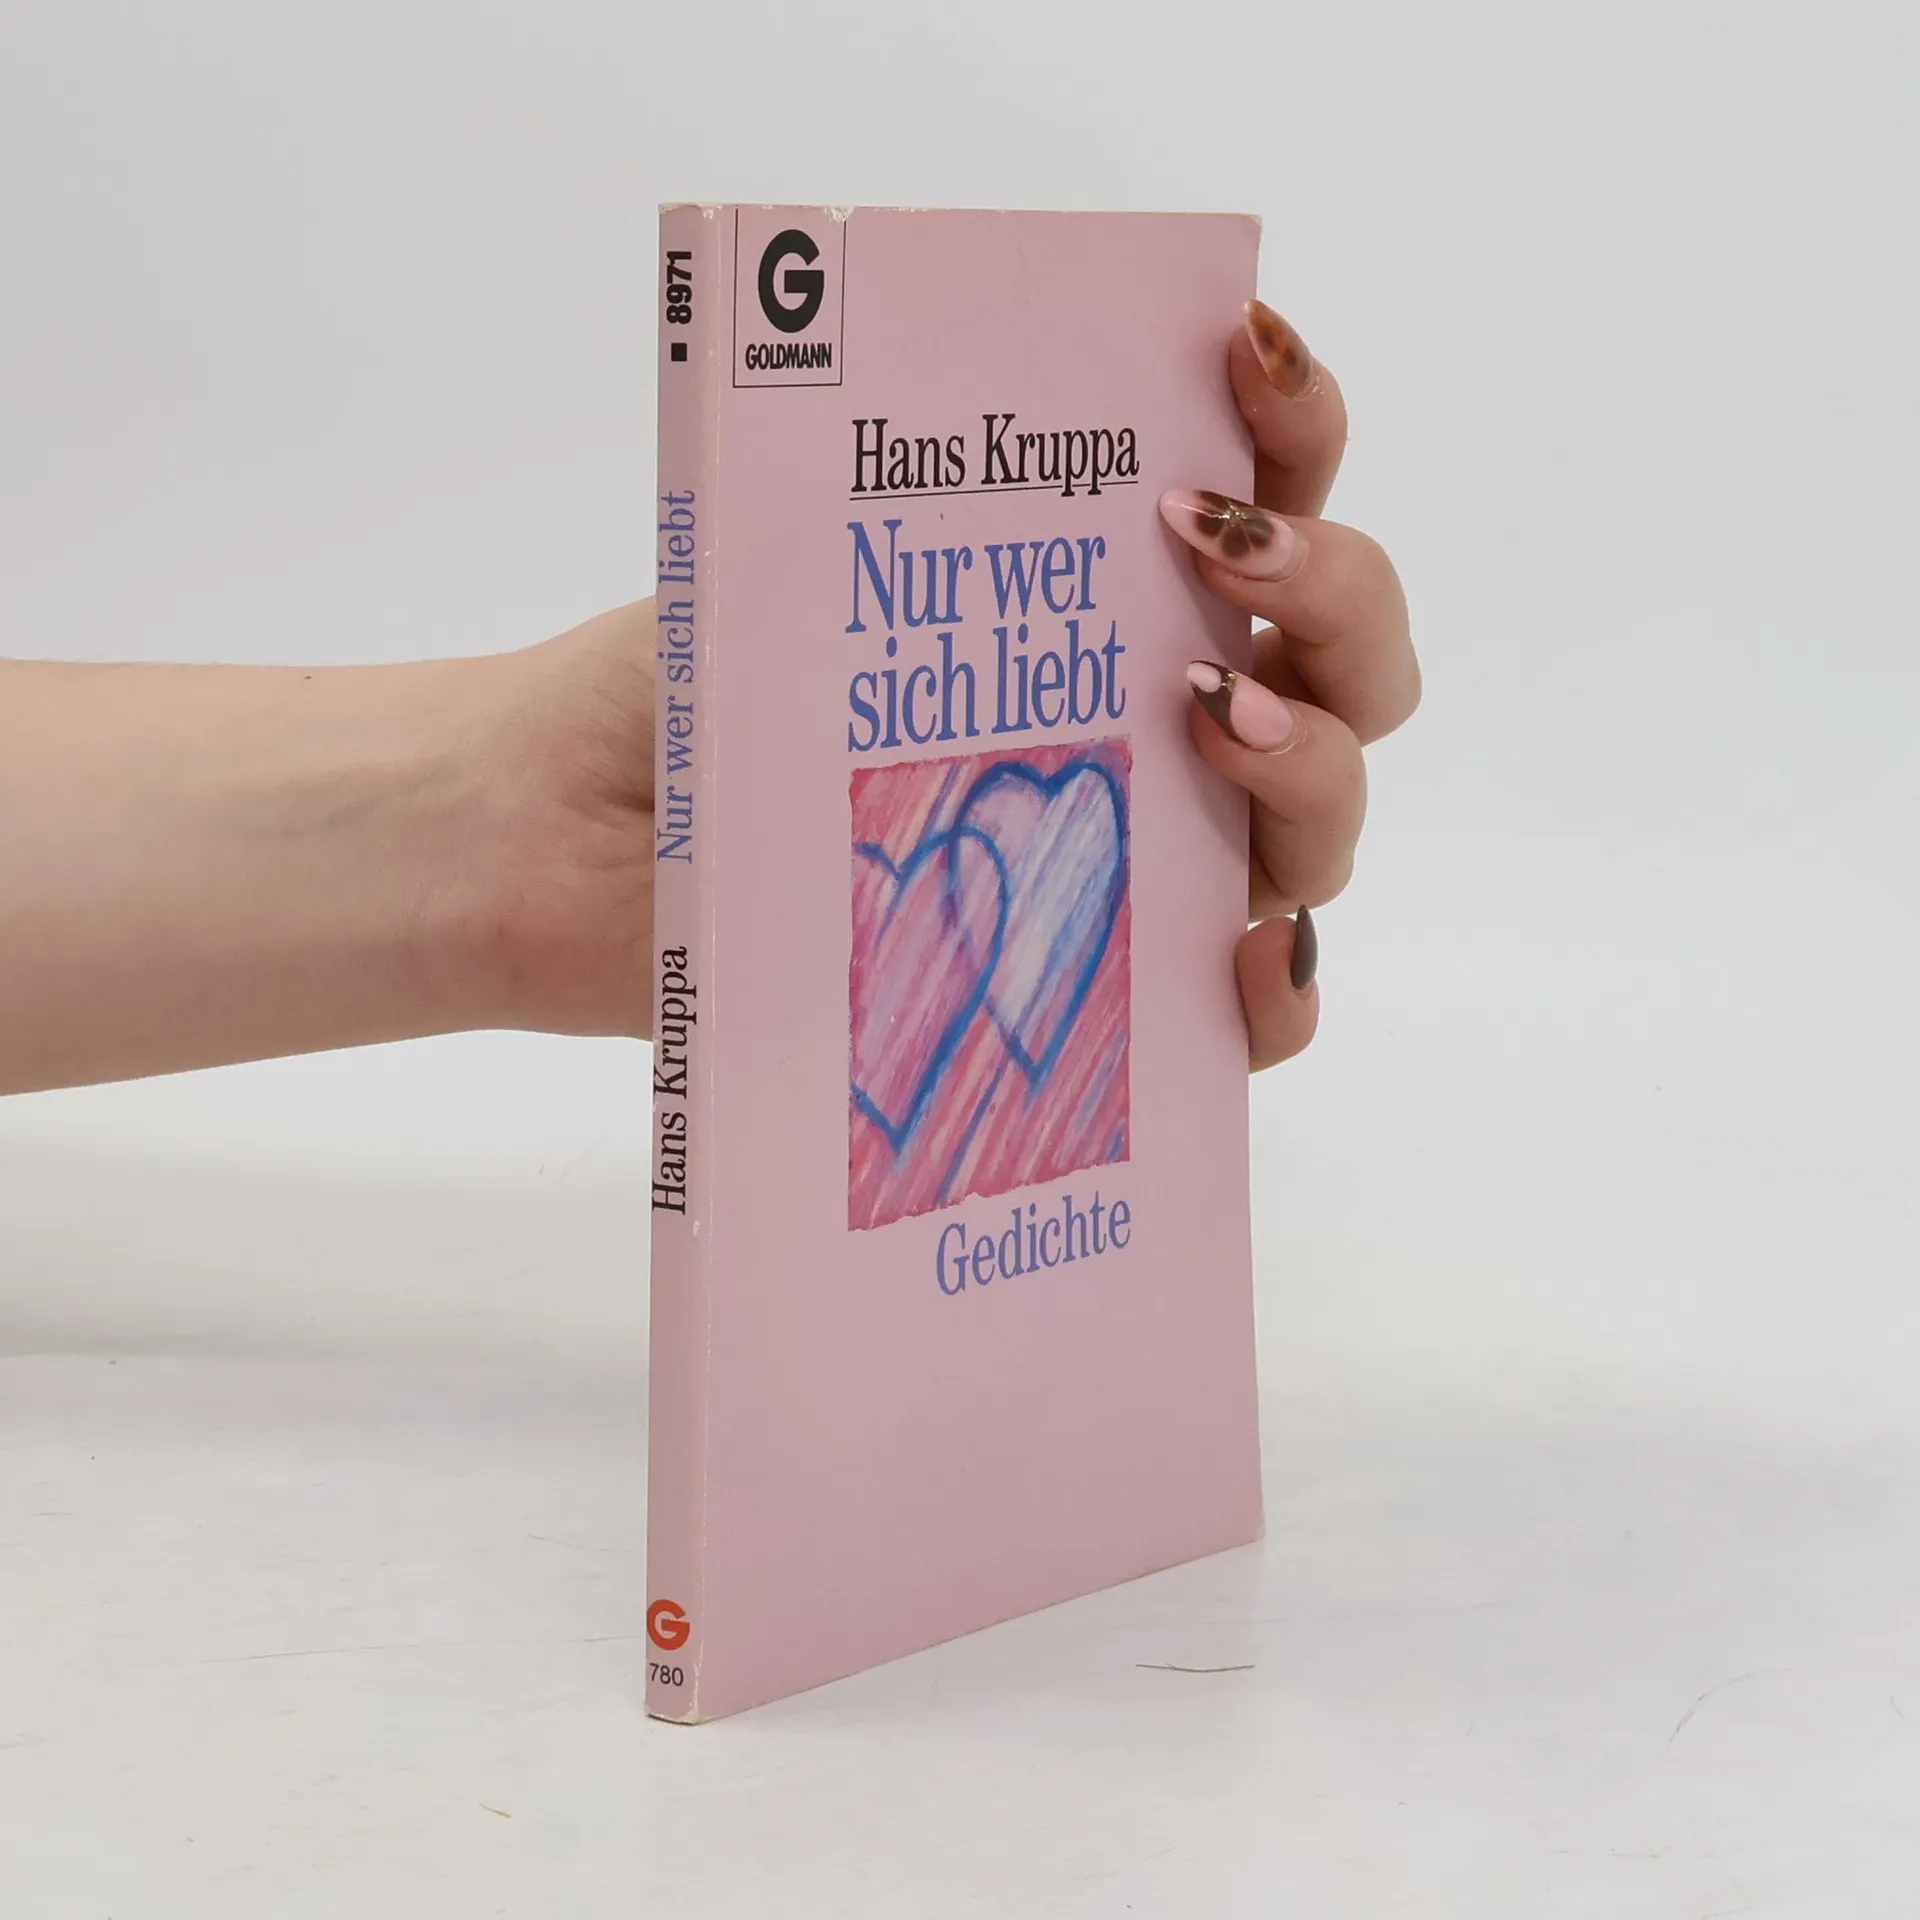 G
GOLDMANN
Hans Kruppa
Nur wer
sich liebt
Gedichte
Hans Kruppa Nur wer sich liebt ■ 8971
G
780